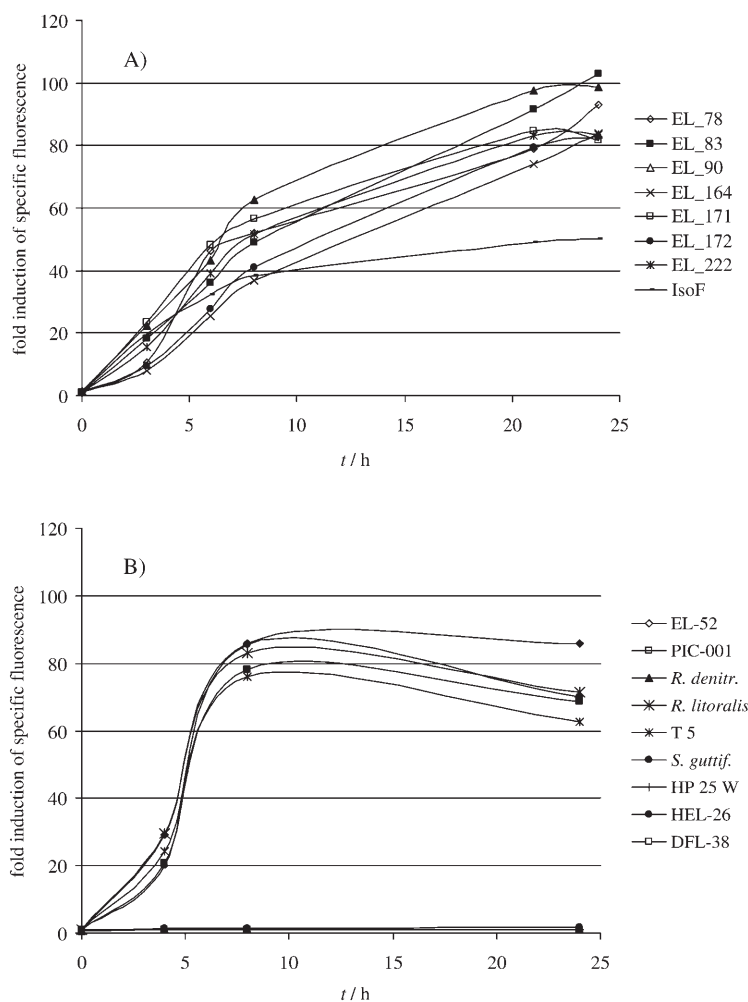 A)
fold induction of specific fluorescence
120
100
80
60
40
20
0
0 5 10 15 20 25
t / h
EL_78
EL_83
EL_90
EL_164
EL_171
EL_172
EL_222
IsoF
B)
fold induction of specific fluorescence
120
100
80
60
40
20
0
0 5 10 15 20 25
t / h
EL-52
PIC-001
R. denitr.
R. litoralis
T 5
S. guttif.
HP 25 W
HEL-26
DFL-38